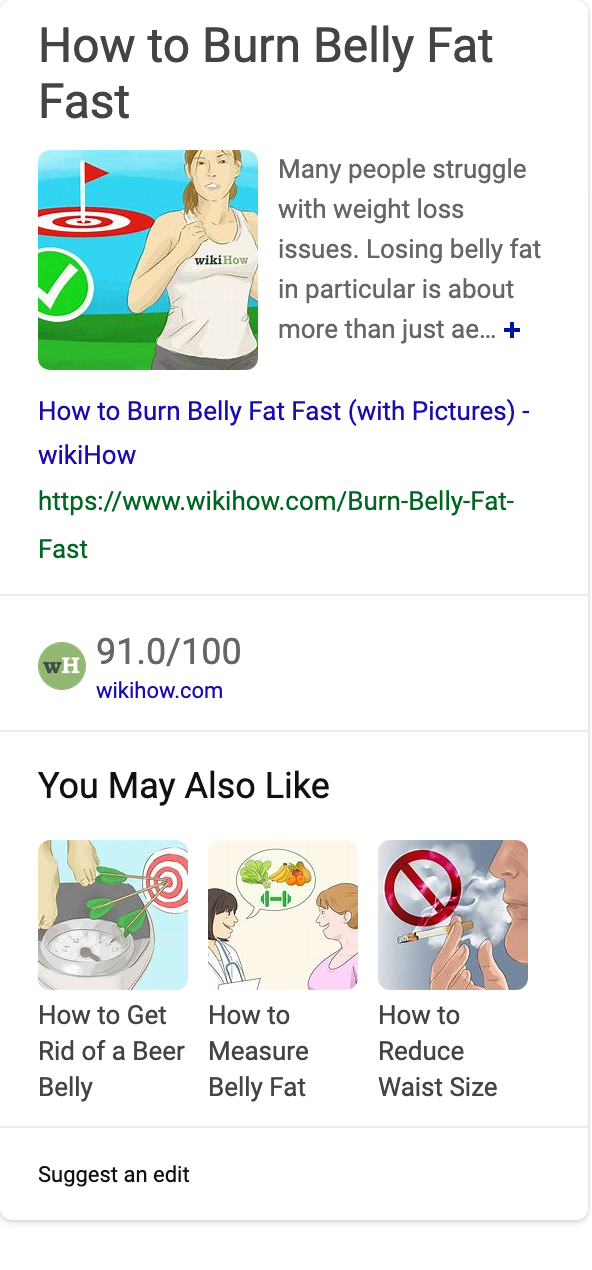 How to Burn Belly Fat
Fast
wikiHow
Many people struggle
with weight loss
issues. Losing belly fat
in particular is about
more than just ae... +
How to Burn Belly Fat Fast (with Pictures) -
wikiHow
https://www.wikihow.com/Burn-Belly-Fat-
Fast
wH
91.0/100
wikihow.com
You May Also Like
How to Get
Rid of a Beer
Belly
How to
Measure
Belly Fat
How to
Reduce
Waist Size
Suggest an edit